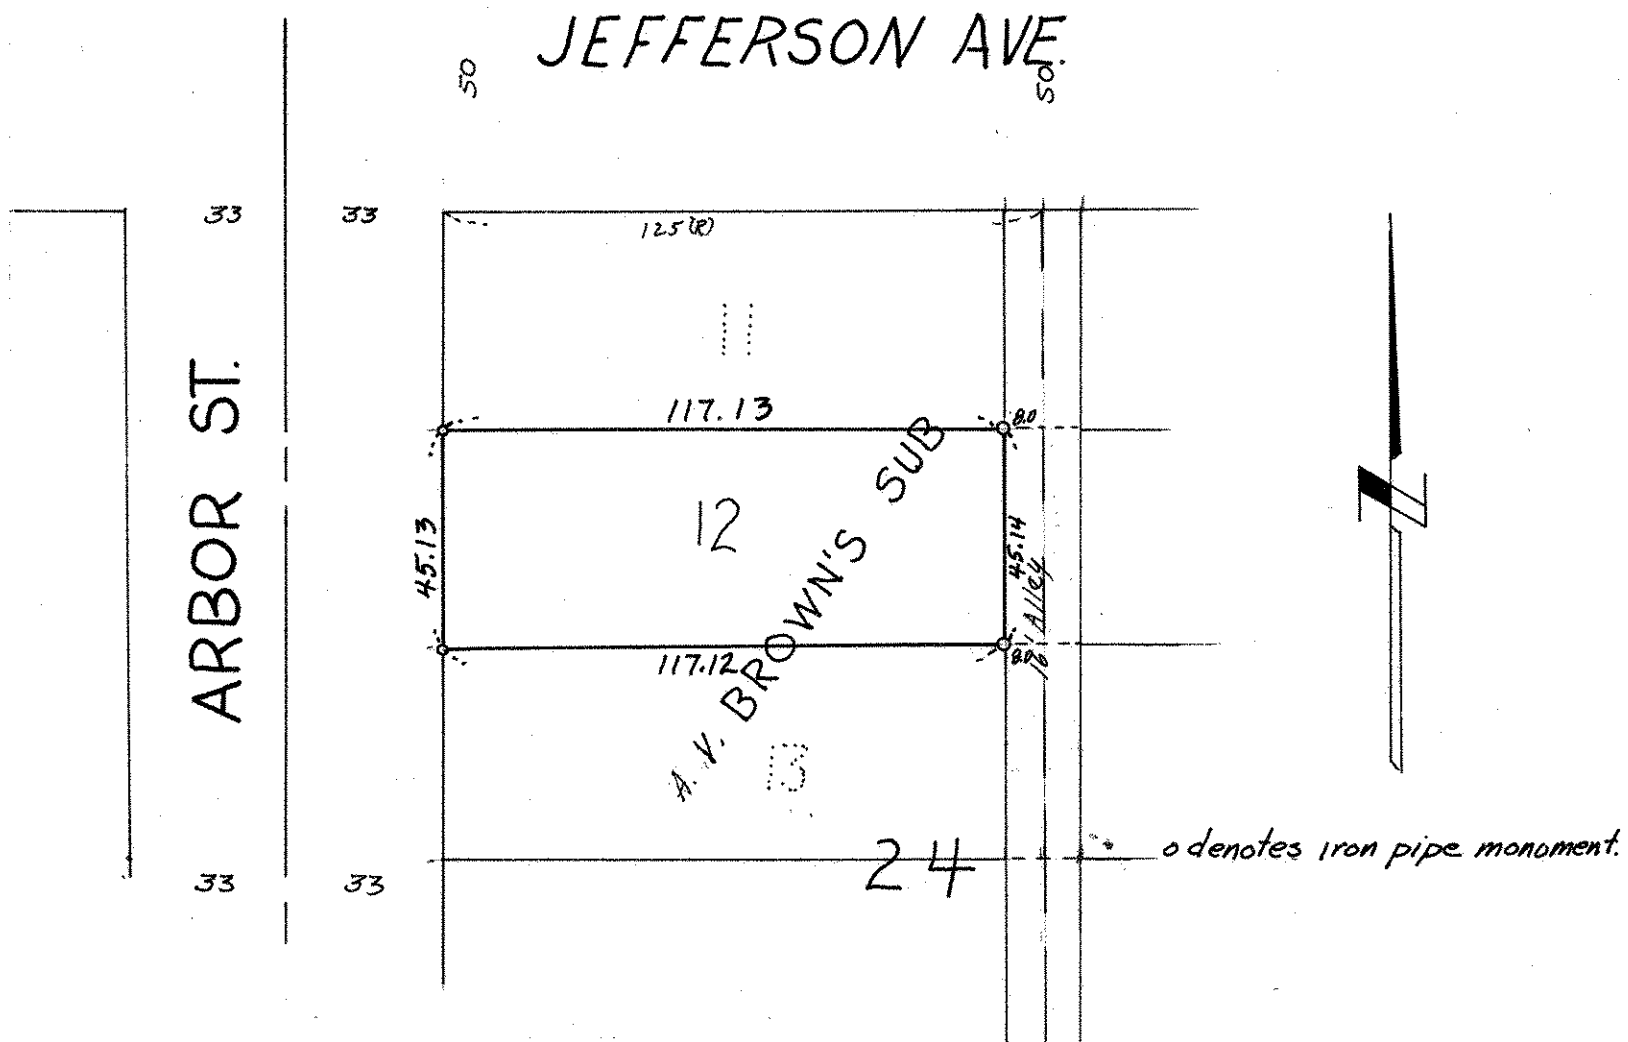 JEFFERSON AVE.
50
50
33
33
125 (R)
11
ARBOR ST.
117.13
8.0
12
45.13
45.14
16' Alley
A. V. BROWN'S SUB
117.12
8.0
13
24
o denotes iron pipe monument.
33
33
N